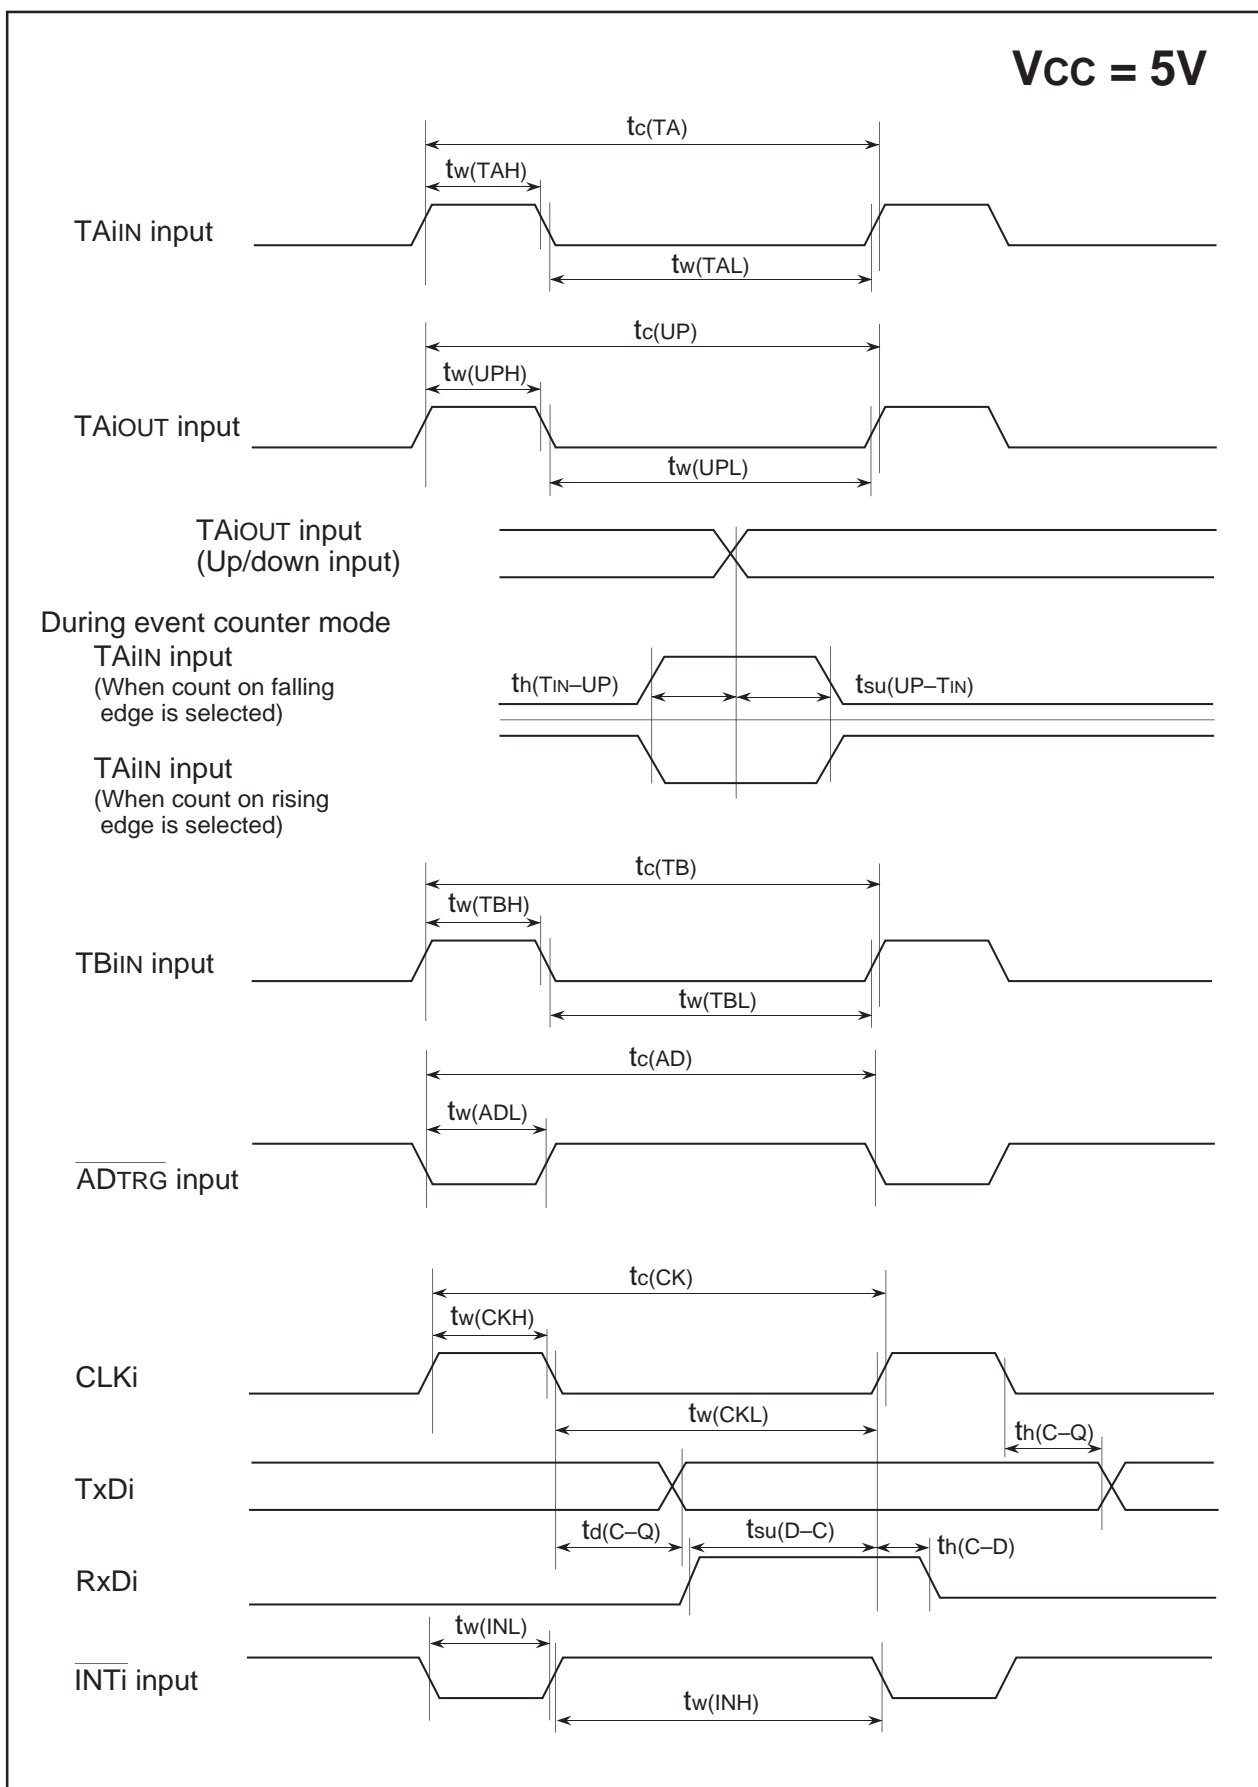 VCC = 5V
tc(TA)
tw(TAH)
TAiIN input
tw(TAL)
tc(UP)
tw(UPH)
TAiOUT input
tw(UPL)
TAiOUT input
(Up/down input)
During event counter mode
TAiIN input
(When count on falling
edge is selected)
th(TIN–UP)
tsu(UP–TIN)
TAiIN input
(When count on rising
edge is selected)
tc(TB)
tw(TBH)
TBiIN input
tw(TBL)
tc(AD)
tw(ADL)
ADTRG input
tc(CK)
tw(CKH)
CLKi
tw(CKL)
th(C–Q)
TxDi
td(C–Q)
tsu(D–C)
th(C–D)
RxDi
tw(INL)
INTi input
tw(INH)